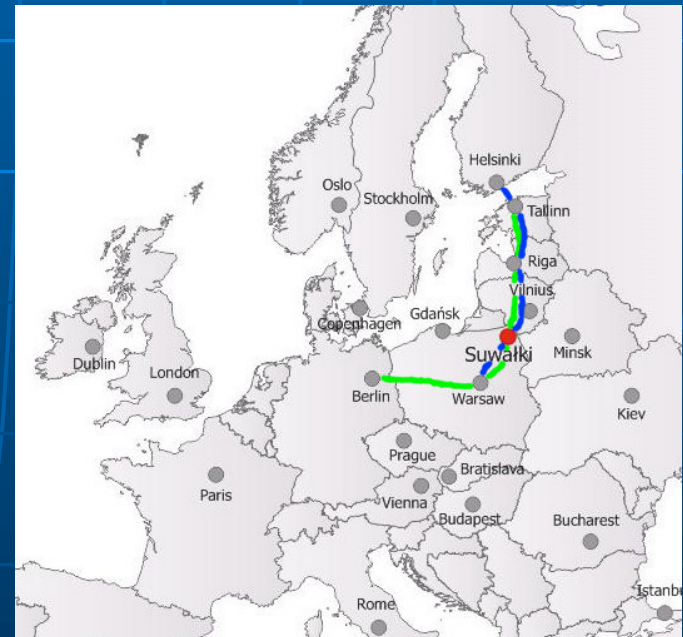 Helsinki
Oslo
Stockholm
Tallinn
Riga
Vilnius
Copenhagen
Gdańsk
Dublin
London
Suwałki
Minsk
Berlin
Warsaw
Kiev
Prague
Paris
Bratislava
Vienna
Budapest
Bucharest
Rome
Istanbu